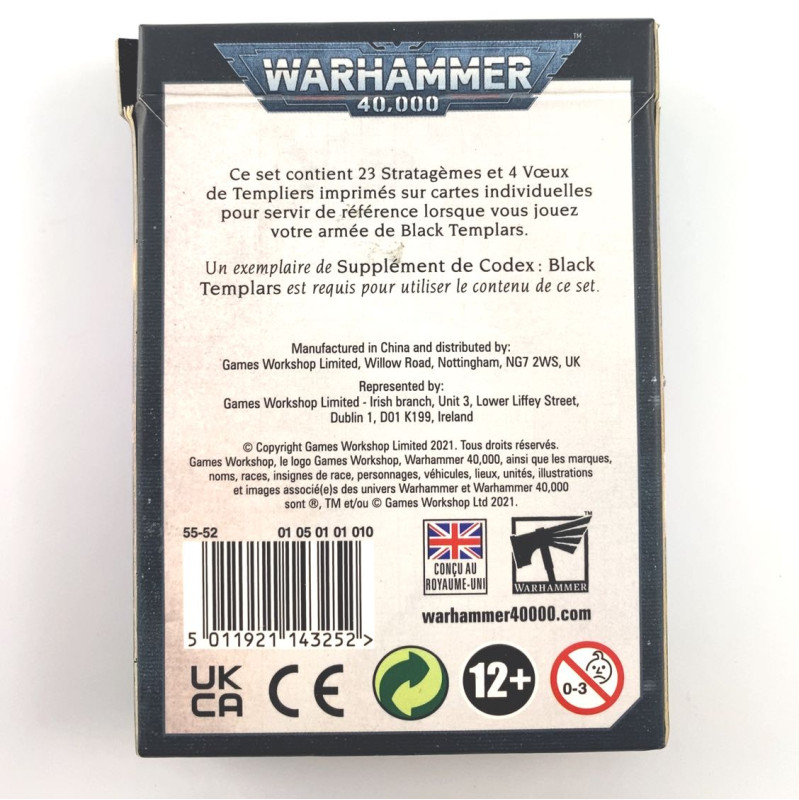 WARHAMMER
™
40,000
Ce set contient 23 Stratagèmes et 4 Vœux
de Templiers imprimés sur cartes individuelles
pour servir de référence lorsque vous jouez
votre armée de Black Templars.
Un exemplaire de Supplément de Codex : Black
Templars est requis pour utiliser le contenu de ce set.
Manufactured in China and distributed by:
Games Workshop Limited, Willow Road, Nottingham, NG7 2WS, UK
Represented by:
Games Workshop Limited - Irish branch, Unit 3, Lower Liffey Street,
Dublin 1, D01 K199, Ireland
© Copyright Games Workshop Limited 2021. Tous droits réservés.
Games Workshop, le logo Games Workshop, Warhammer 40,000, ainsi que les marques,
noms, races, insignes de race, personnages, véhicules, lieux, unités, illustrations
et images associé(e)s des univers Warhammer et Warhammer 40,000
sont ®, TM et/ou © Games Workshop Ltd 2021.
55-52 01 05 01 01 010
5 011921 143252 >
CONÇU AU
ROYAUME-UNI
™
WARHAMMER
warhammer40000.com
UK
CA
CE
12+
0-3